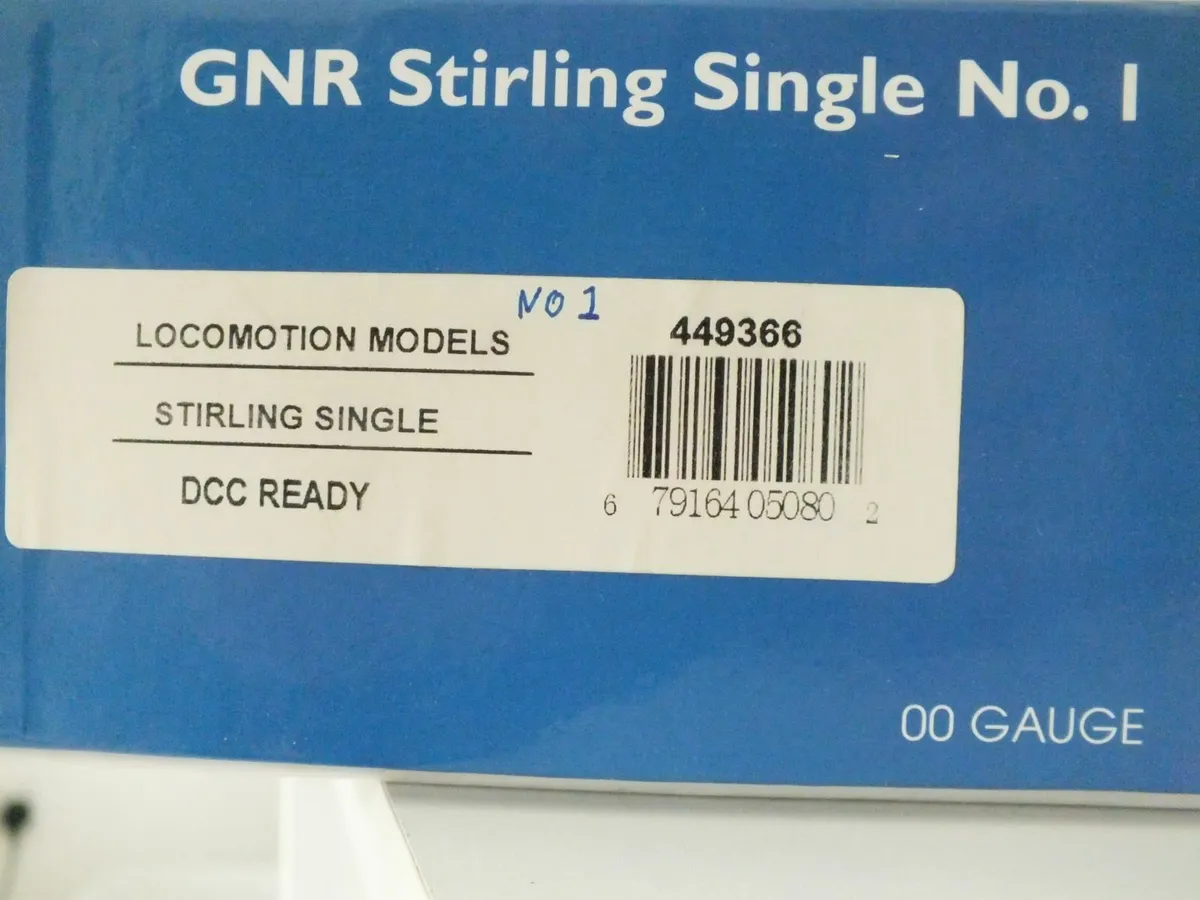 GNR Stirling Single No. 1
NO 1
LOCOMOTION MODELS
STIRLING SINGLE
DCC READY
449366
6 79164 05080 2
00 GAUGE